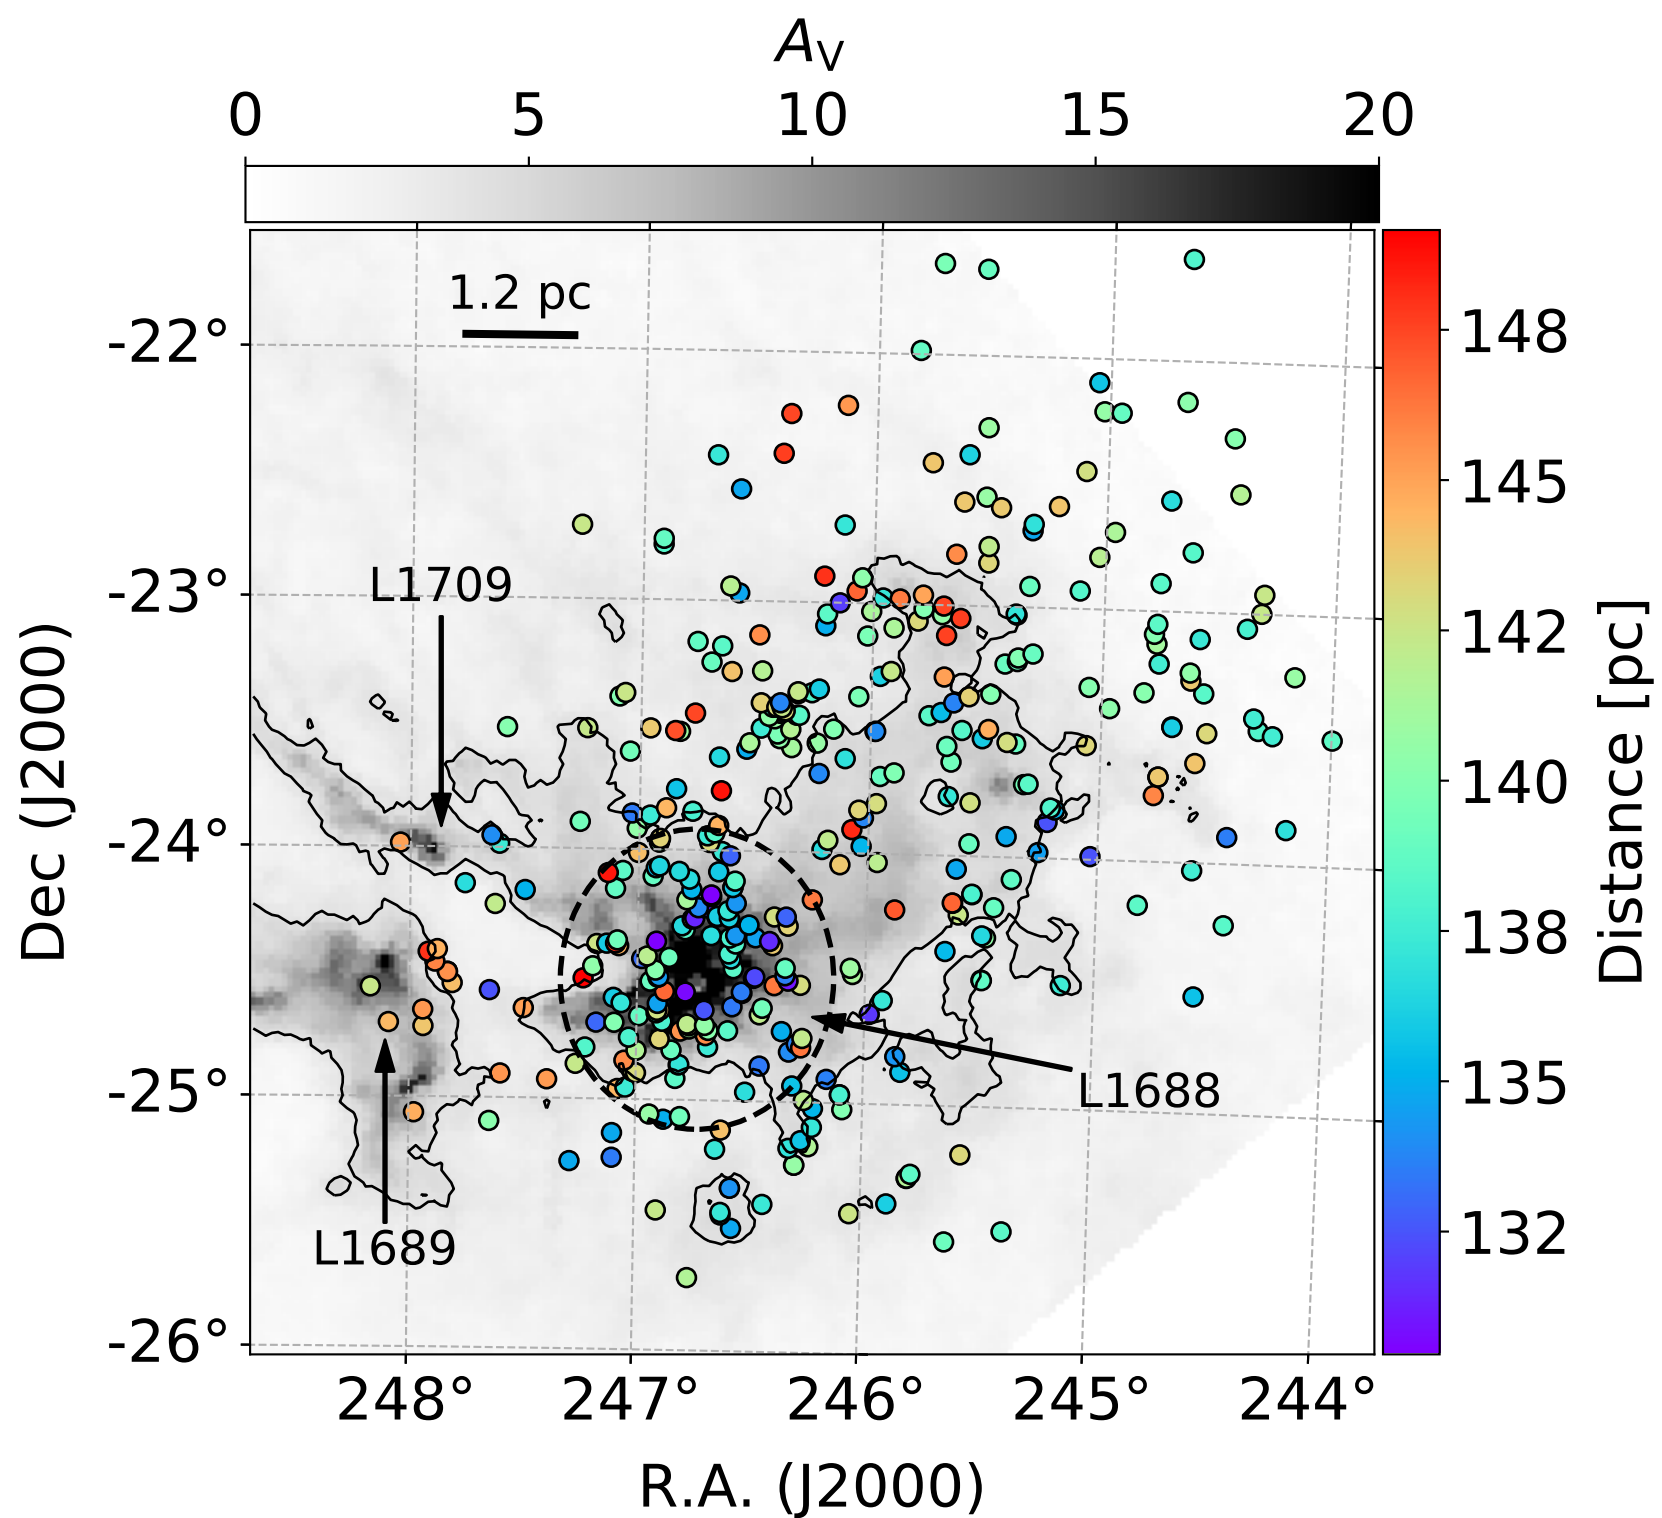 A_V
0 5 10 15 20
1.2 pc
-22°
148
145
L1709
-23°
142
Dec (J2000)
Distance [pc]
140
-24°
138
-25°
L1688
135
L1689
132
-26°
248° 247° 246° 245° 244°
R.A. (J2000)